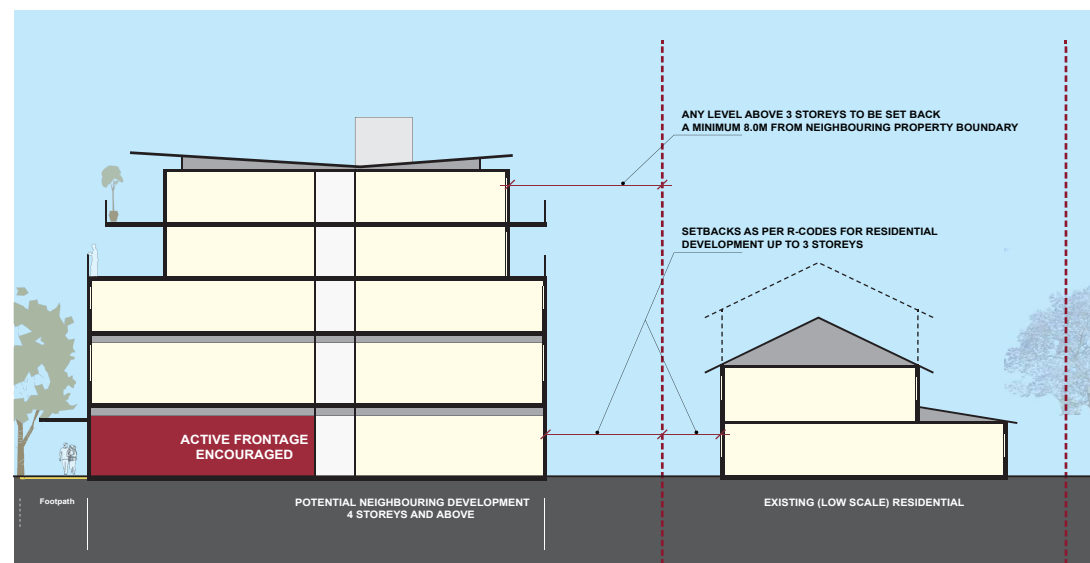 ANY LEVEL ABOVE 3 STOREYS TO BE SET BACK
A MINIMUM 8.0M FROM NEIGHBOURING PROPERTY BOUNDARY
SETBACKS AS PER R-CODES FOR RESIDENTIAL
DEVELOPMENT UP TO 3 STOREYS
ACTIVE FRONTAGE
ENCOURAGED
Footpath
POTENTIAL NEIGHBOURING DEVELOPMENT
4 STOREYS AND ABOVE
EXISTING (LOW SCALE) RESIDENTIAL